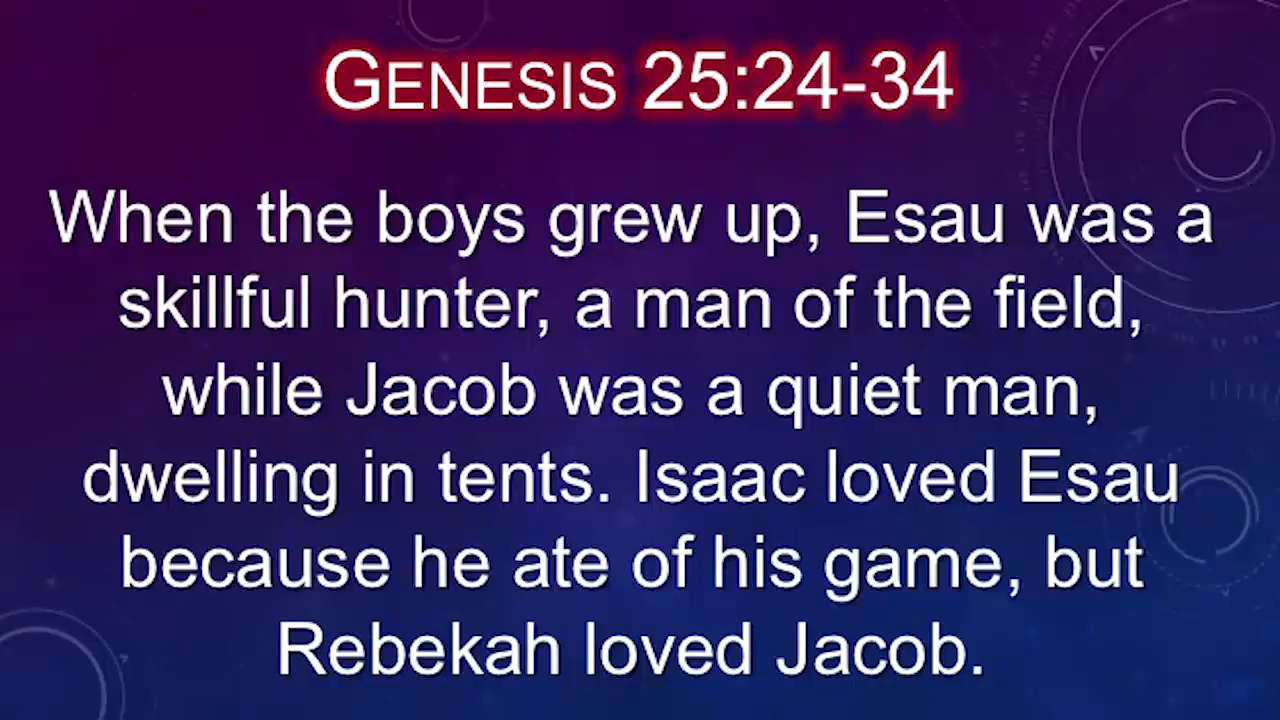 GENESIS 25:24-34
When the boys grew up, Esau was a
skillful hunter, a man of the field,
while Jacob was a quiet man,
dwelling in tents. Isaac loved Esau
because he ate of his game, but
Rebekah loved Jacob.